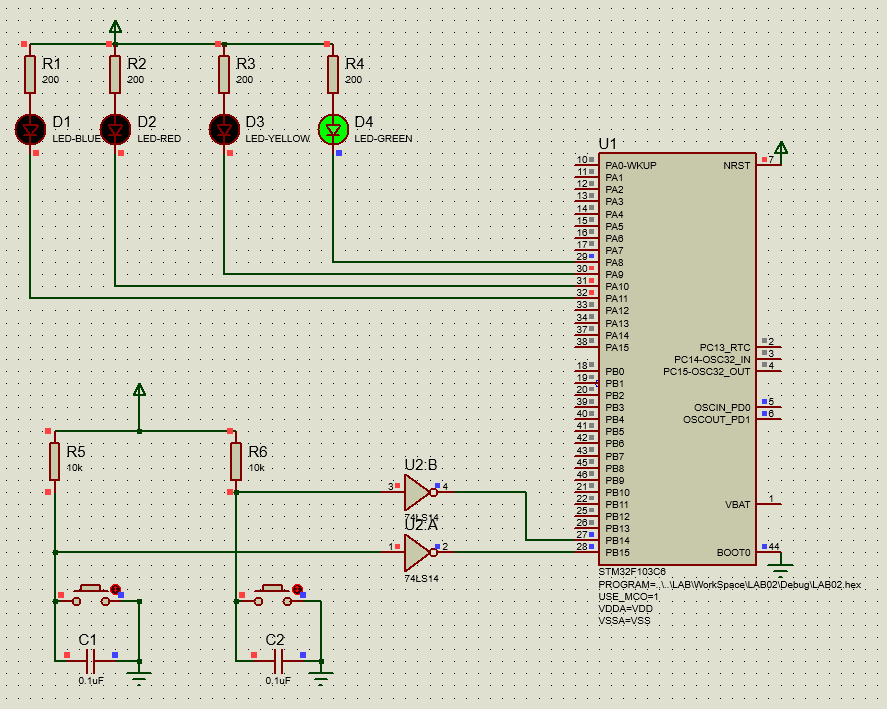 R1
200
R2
200
R3
200
R4
200
D1
LED-BLUE
D2
LED-RED
D3
LED-YELLOW
D4
LED-GREEN
U1
10 PA0-WKUP
11 PA1
12 PA2
13 PA3
14 PA4
15 PA5
16 PA6
17 PA7
29 PA8
30 PA9
31 PA10
32 PA11
33 PA12
34 PA13
37 PA14
38 PA15
18 PB0
19 PB1
20 PB2
39 PB3
40 PB4
41 PB5
42 PB6
43 PB7
45 PB8
46 PB9
21 PB10
22 PB11
25 PB12
26 PB13
27 PB14
28 PB15
NRST 7
PC13_RTC 2
PC14-OSC32_IN 3
PC15-OSC32_OUT 4
OSCIN_PD0 5
OSCOUT_PD1 6
VBAT 1
BOOT0 44
STM32F103C6
PROGRAM=..\..\LAB\WorkSpace\LAB02\Debug\LAB02.hex
USE_MCO=1
VDDA=VDD
VSSA=VSS
R5
10k
R6
10k
U2:B
3 4
74LS14
U2:A
1 2
74LS14
C1
0.1uF
C2
0.1uF